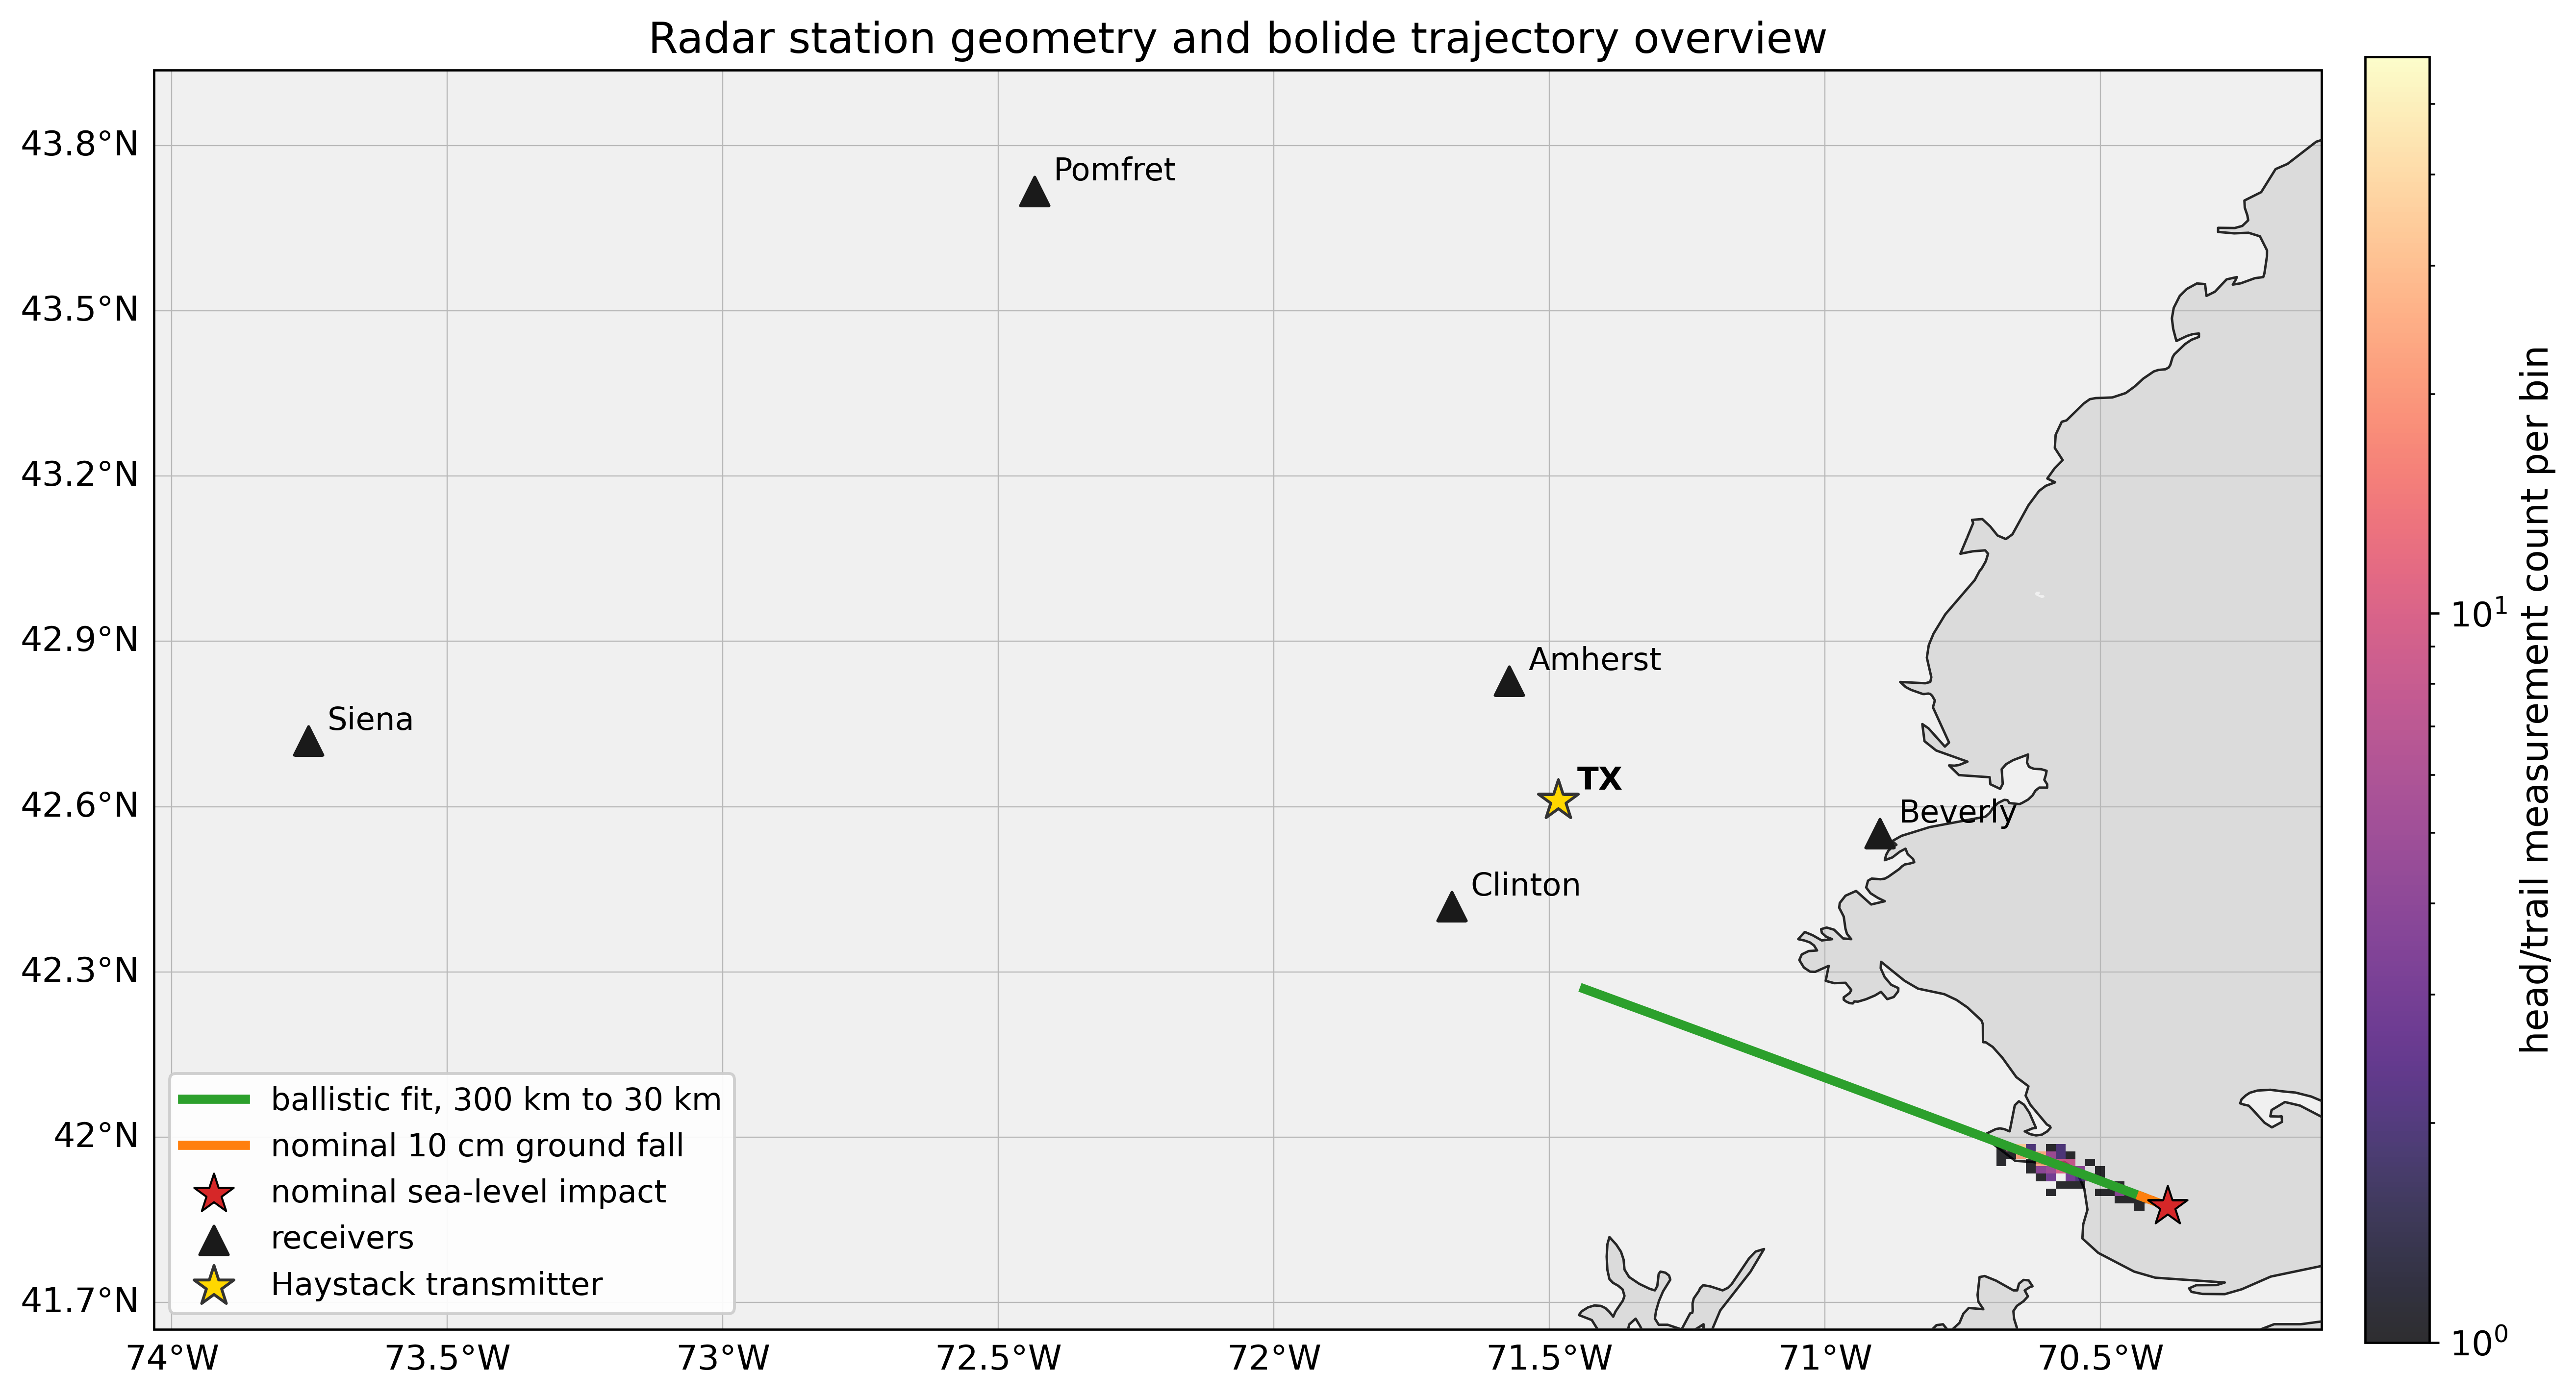 Radar station geometry and bolide trajectory overview
43.8°N
43.5°N
43.2°N
42.9°N
42.6°N
42.3°N
42°N
41.7°N
Pomfret
Amherst
Siena
TX
Beverly
Clinton
ballistic fit, 300 km to 30 km
nominal 10 cm ground fall
nominal sea-level impact
receivers
Haystack transmitter
74°W
73.5°W
73°W
72.5°W
72°W
71.5°W
71°W
70.5°W
10¹
10⁰
head/trail measurement count per bin